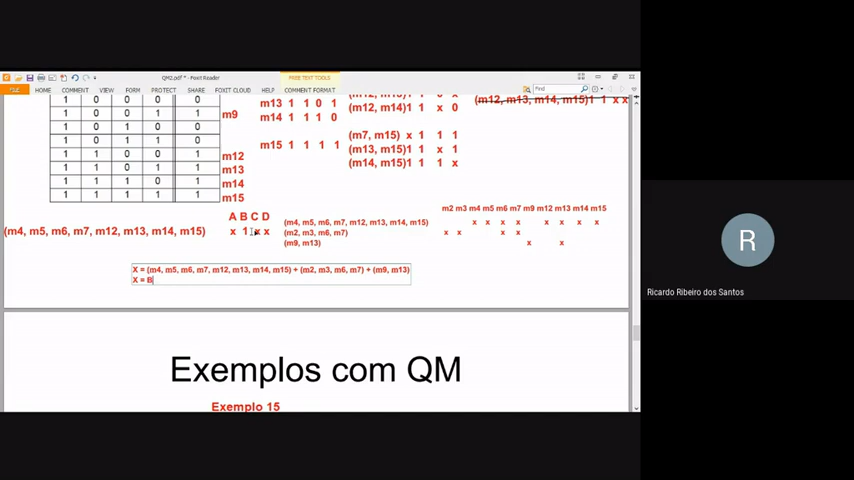 QM2.pdf * - Foxit Reader
FREE TEXT TOOLS
FILE HOME COMMENT VIEW FORM PROTECT SHARE FOXIT CLOUD HELP COMMENT FORMAT
Find
1 0 0 0 0
1 0 0 1 1 m9
1 0 1 0 0
1 0 1 1 0
1 1 0 0 1 m12
1 1 0 1 1 m13
1 1 1 0 1 m14
1 1 1 1 1 m15
m13 1 1 0 1
m14 1 1 1 0
m15 1 1 1 1
(m12, m13)1 1 0 x
(m12, m14)1 1 x 0
(m7, m15) x 1 1 1
(m13, m15)1 1 x 1
(m14, m15)1 1 1 x
(m12, m13, m14, m15)1 1 x x
A B C D
(m4, m5, m6, m7, m12, m13, m14, m15) x 1 x x
m2 m3 m4 m5 m6 m7 m9 m12 m13 m14 m15
(m4, m5, m6, m7, m12, m13, m14, m15) x x x x x x x x
(m2, m3, m6, m7) x x x x
(m9, m13) x x
X = (m4, m5, m6, m7, m12, m13, m14, m15) + (m2, m3, m6, m7) + (m9, m13)
X = B
Exemplos com QM
Exemplo 15
R
Ricardo Ribeiro dos Santos